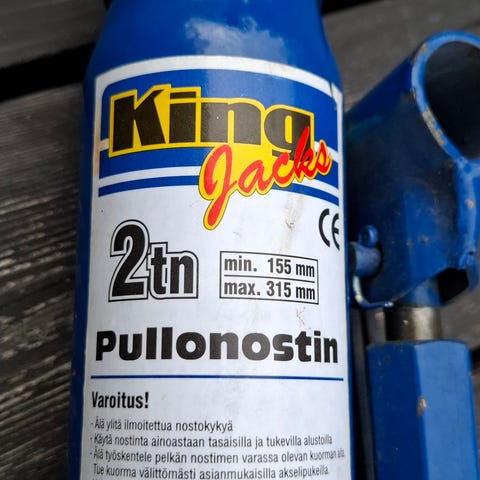 King
Jacks
CE
2tn
min. 155 mm
max. 315 mm
Pullonostin
Varoitus!
- Älä ylitä ilmoitettua nostokykyä
- Käytä nostinta ainoastaan tasaisilla ja tukevilla alustoilla
- Älä työskentele pelkän nostimen varassa olevan kuorman alla.
Tue kuorma välittömästi asianmukaisilla akselipukeilla.